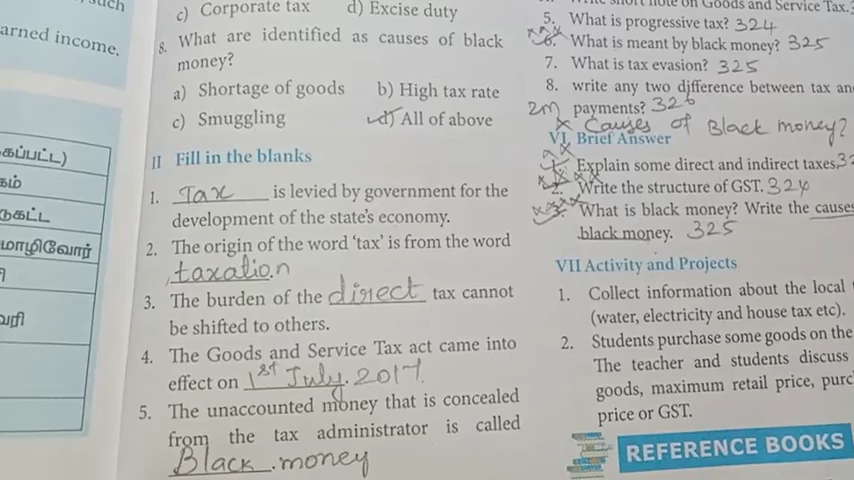 such
arned income.
கப்பட்ட)
கம்
டுகட்ட
மொழிவோர்
ி
வரி
c) Corporate tax d) Excise duty
8. What are identified as causes of black
money?
a) Shortage of goods b) High tax rate
c) Smuggling d) All of above
II Fill in the blanks
1. Tax is levied by government for the
development of the state's economy.
2. The origin of the word 'tax' is from the word
taxation
3. The burden of the direct tax cannot
be shifted to others.
4. The Goods and Service Tax act came into
effect on 1st July. 2017.
5. The unaccounted money that is concealed
from the tax administrator is called
Black money
short note on Goods and Service Tax.
5. What is progressive tax? 324
6. What is meant by black money? 325
7. What is tax evasion? 325
8. write any two difference between tax and
2m payments? 326
Causes of Black money?
VI Brief Answer
1. Explain some direct and indirect taxes.
2. Write the structure of GST. 324
3. What is black money? Write the causes
black money. 325
VII Activity and Projects
1. Collect information about the local
(water, electricity and house tax etc).
2. Students purchase some goods on the
The teacher and students discuss
goods, maximum retail price, purc
price or GST.
REFERENCE BOOKS